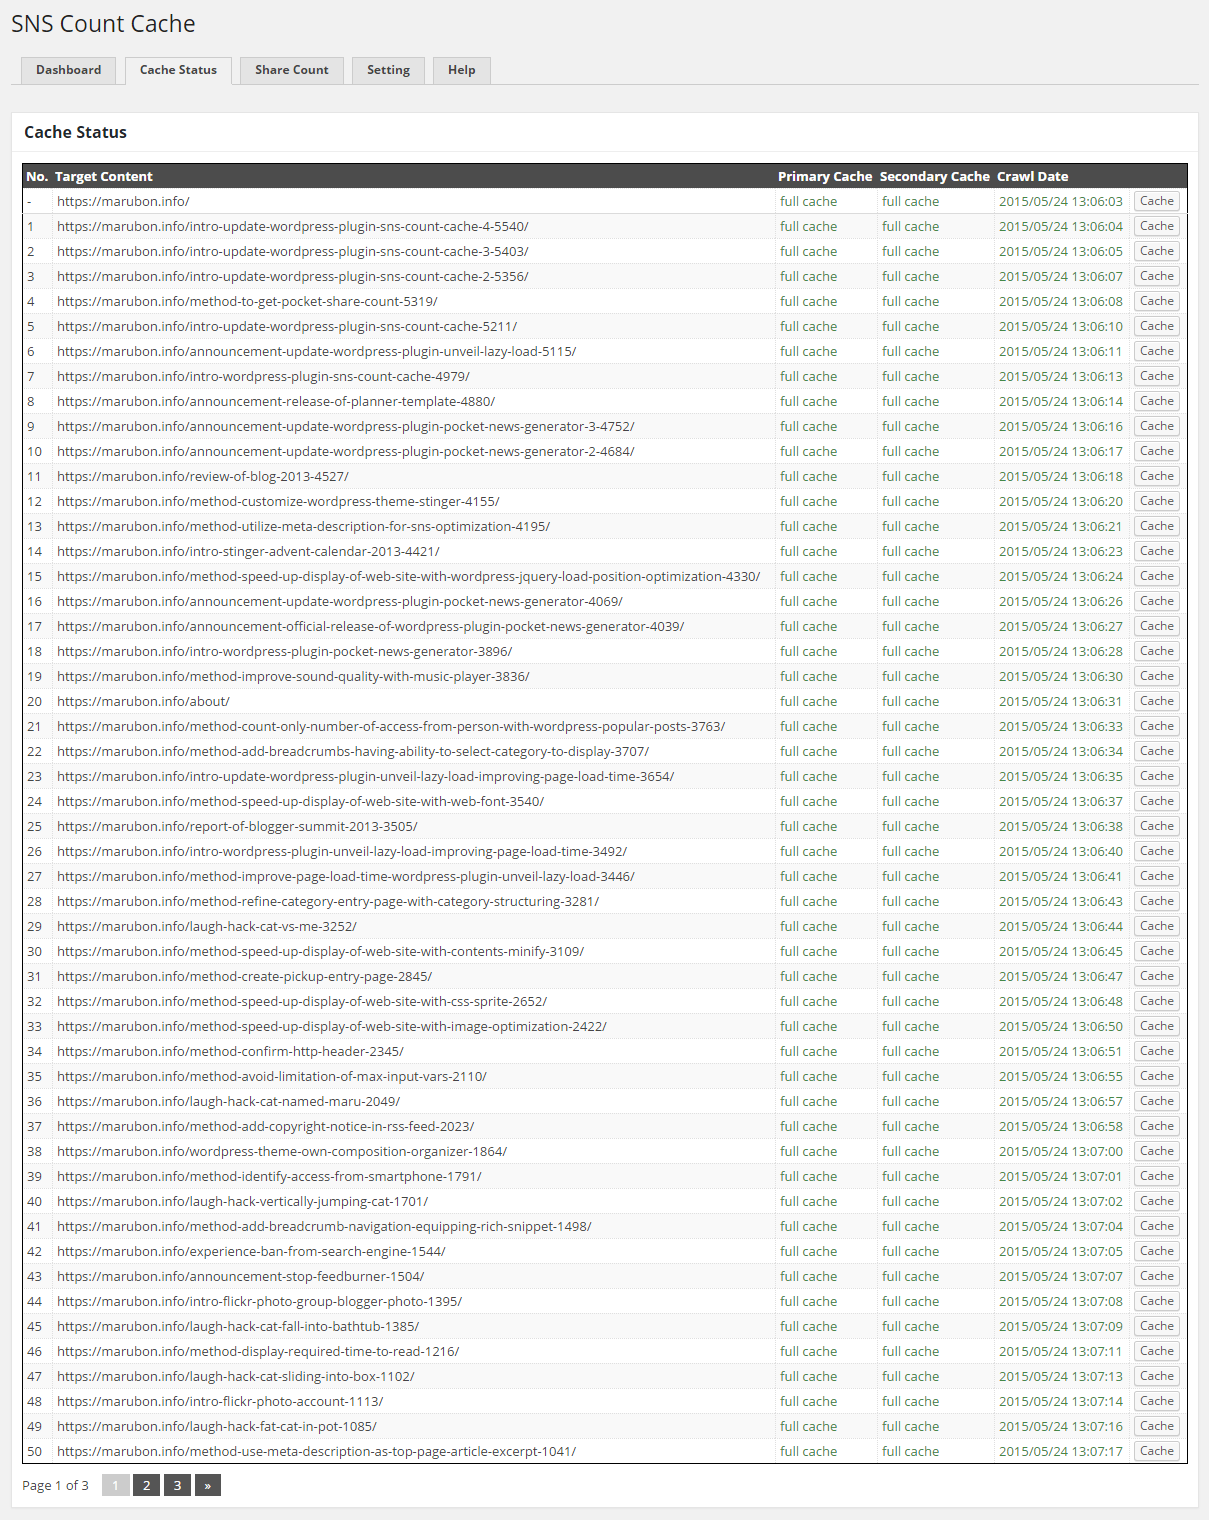 SNS Count Cache
Dashboard Cache Status Share Count Setting Help
Cache Status
No. Target Content Primary Cache Secondary Cache Crawl Date
- https://marubon.info/ full cache full cache 2015/05/24 13:06:03 Cache
1 https://marubon.info/intro-update-wordpress-plugin-sns-count-cache-4-5540/ full cache full cache 2015/05/24 13:06:04 Cache
2 https://marubon.info/intro-update-wordpress-plugin-sns-count-cache-3-5403/ full cache full cache 2015/05/24 13:06:05 Cache
3 https://marubon.info/intro-update-wordpress-plugin-sns-count-cache-2-5356/ full cache full cache 2015/05/24 13:06:07 Cache
4 https://marubon.info/method-to-get-pocket-share-count-5319/ full cache full cache 2015/05/24 13:06:08 Cache
5 https://marubon.info/intro-update-wordpress-plugin-sns-count-cache-5211/ full cache full cache 2015/05/24 13:06:10 Cache
6 https://marubon.info/announcement-update-wordpress-plugin-unveil-lazy-load-5115/ full cache full cache 2015/05/24 13:06:11 Cache
7 https://marubon.info/intro-wordpress-plugin-sns-count-cache-4979/ full cache full cache 2015/05/24 13:06:13 Cache
8 https://marubon.info/announcement-release-of-planner-template-4880/ full cache full cache 2015/05/24 13:06:14 Cache
9 https://marubon.info/announcement-update-wordpress-plugin-pocket-news-generator-3-4752/ full cache full cache 2015/05/24 13:06:16 Cache
10 https://marubon.info/announcement-update-wordpress-plugin-pocket-news-generator-2-4684/ full cache full cache 2015/05/24 13:06:17 Cache
11 https://marubon.info/review-of-blog-2013-4527/ full cache full cache 2015/05/24 13:06:18 Cache
12 https://marubon.info/method-customize-wordpress-theme-stinger-4155/ full cache full cache 2015/05/24 13:06:20 Cache
13 https://marubon.info/method-utilize-meta-description-for-sns-optimization-4195/ full cache full cache 2015/05/24 13:06:21 Cache
14 https://marubon.info/intro-stinger-advent-calendar-2013-4421/ full cache full cache 2015/05/24 13:06:23 Cache
15 https://marubon.info/method-speed-up-display-of-web-site-with-wordpress-jquery-load-position-optimization-4330/ full cache full cache 2015/05/24 13:06:24 Cache
16 https://marubon.info/announcement-update-wordpress-plugin-pocket-news-generator-4069/ full cache full cache 2015/05/24 13:06:26 Cache
17 https://marubon.info/announcement-official-release-of-wordpress-plugin-pocket-news-generator-4039/ full cache full cache 2015/05/24 13:06:27 Cache
18 https://marubon.info/intro-wordpress-plugin-pocket-news-generator-3896/ full cache full cache 2015/05/24 13:06:28 Cache
19 https://marubon.info/method-improve-sound-quality-with-music-player-3836/ full cache full cache 2015/05/24 13:06:30 Cache
20 https://marubon.info/about/ full cache full cache 2015/05/24 13:06:31 Cache
21 https://marubon.info/method-count-only-number-of-access-from-person-with-wordpress-popular-posts-3763/ full cache full cache 2015/05/24 13:06:33 Cache
22 https://marubon.info/method-add-breadcrumbs-having-ability-to-select-category-to-display-3707/ full cache full cache 2015/05/24 13:06:34 Cache
23 https://marubon.info/intro-update-wordpress-plugin-unveil-lazy-load-improving-page-load-time-3654/ full cache full cache 2015/05/24 13:06:35 Cache
24 https://marubon.info/method-speed-up-display-of-web-site-with-web-font-3540/ full cache full cache 2015/05/24 13:06:37 Cache
25 https://marubon.info/report-of-blogger-summit-2013-3505/ full cache full cache 2015/05/24 13:06:38 Cache
26 https://marubon.info/intro-wordpress-plugin-unveil-lazy-load-improving-page-load-time-3492/ full cache full cache 2015/05/24 13:06:40 Cache
27 https://marubon.info/method-improve-page-load-time-wordpress-plugin-unveil-lazy-load-3446/ full cache full cache 2015/05/24 13:06:41 Cache
28 https://marubon.info/method-refine-category-entry-page-with-category-structuring-3281/ full cache full cache 2015/05/24 13:06:43 Cache
29 https://marubon.info/laugh-hack-cat-vs-me-3252/ full cache full cache 2015/05/24 13:06:44 Cache
30 https://marubon.info/method-speed-up-display-of-web-site-with-contents-minify-3109/ full cache full cache 2015/05/24 13:06:45 Cache
31 https://marubon.info/method-create-pickup-entry-page-2845/ full cache full cache 2015/05/24 13:06:47 Cache
32 https://marubon.info/method-speed-up-display-of-web-site-with-css-sprite-2652/ full cache full cache 2015/05/24 13:06:48 Cache
33 https://marubon.info/method-speed-up-display-of-web-site-with-image-optimization-2422/ full cache full cache 2015/05/24 13:06:50 Cache
34 https://marubon.info/method-confirm-http-header-2345/ full cache full cache 2015/05/24 13:06:51 Cache
35 https://marubon.info/method-avoid-limitation-of-max-input-vars-2110/ full cache full cache 2015/05/24 13:06:55 Cache
36 https://marubon.info/laugh-hack-cat-named-maru-2049/ full cache full cache 2015/05/24 13:06:57 Cache
37 https://marubon.info/method-add-copyright-notice-in-rss-feed-2023/ full cache full cache 2015/05/24 13:06:58 Cache
38 https://marubon.info/wordpress-theme-own-composition-organizer-1864/ full cache full cache 2015/05/24 13:07:00 Cache
39 https://marubon.info/method-identify-access-from-smartphone-1791/ full cache full cache 2015/05/24 13:07:01 Cache
40 https://marubon.info/laugh-hack-vertically-jumping-cat-1701/ full cache full cache 2015/05/24 13:07:02 Cache
41 https://marubon.info/method-add-breadcrumb-navigation-equipping-rich-snippet-1498/ full cache full cache 2015/05/24 13:07:04 Cache
42 https://marubon.info/experience-ban-from-search-engine-1544/ full cache full cache 2015/05/24 13:07:05 Cache
43 https://marubon.info/announcement-stop-feedburner-1504/ full cache full cache 2015/05/24 13:07:07 Cache
44 https://marubon.info/intro-flickr-photo-group-blogger-photo-1395/ full cache full cache 2015/05/24 13:07:08 Cache
45 https://marubon.info/laugh-hack-cat-fall-into-bathtub-1385/ full cache full cache 2015/05/24 13:07:09 Cache
46 https://marubon.info/method-display-required-time-to-read-1216/ full cache full cache 2015/05/24 13:07:11 Cache
47 https://marubon.info/laugh-hack-cat-sliding-into-box-1102/ full cache full cache 2015/05/24 13:07:13 Cache
48 https://marubon.info/intro-flickr-photo-account-1113/ full cache full cache 2015/05/24 13:07:14 Cache
49 https://marubon.info/laugh-hack-fat-cat-in-pot-1085/ full cache full cache 2015/05/24 13:07:16 Cache
50 https://marubon.info/method-use-meta-description-as-top-page-article-excerpt-1041/ full cache full cache 2015/05/24 13:07:17 Cache
Page 1 of 3 1 2 3 »